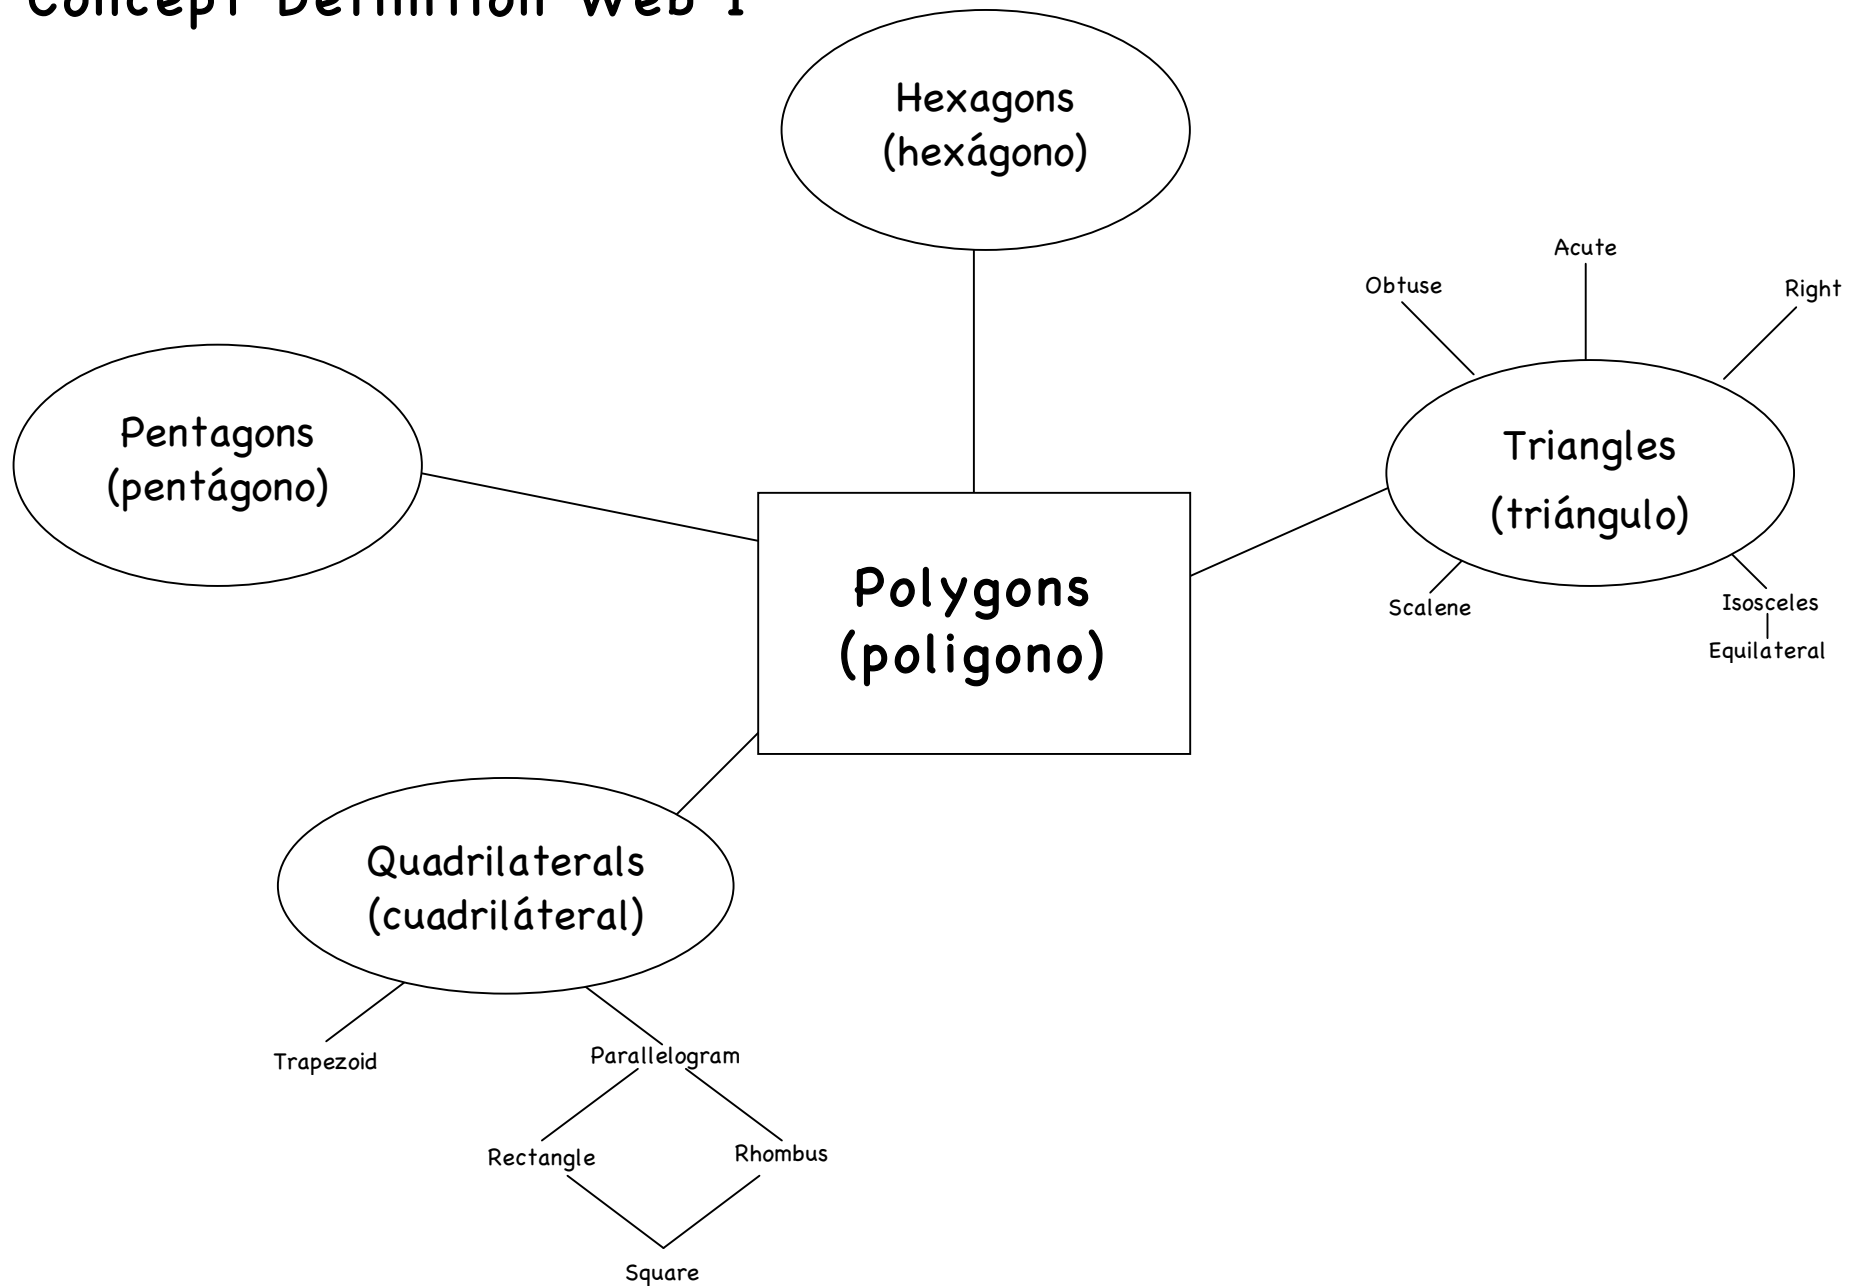 Concept Definition Web 1
Hexagons
(hexágono)
Acute
Obtuse
Right
Pentagons
(pentágono)
Triangles
(triángulo)
Polygons
(poligono)
Scalene
Isosceles
Equilateral
Quadrilaterals
(cuadriláteral)
Trapezoid
Parallelogram
Rectangle
Rhombus
Square